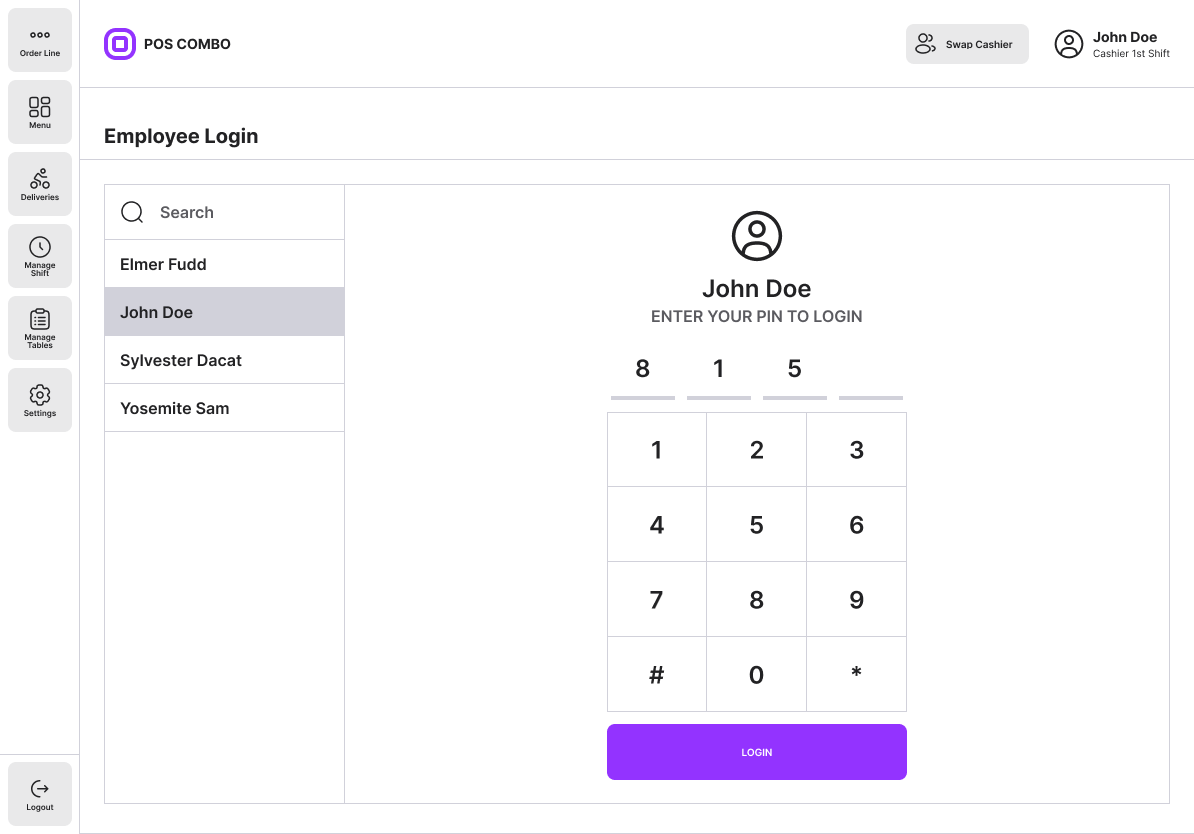 Order Line
Menu
Deliveries
Manage
Shift
Manage
Tables
Settings
Logout
POS COMBO
Swap Cashier
John Doe
Cashier 1st Shift
Employee Login
Search
Elmer Fudd
John Doe
Sylvester Dacat
Yosemite Sam
John Doe
ENTER YOUR PIN TO LOGIN
8 1 5
1 2 3
4 5 6
7 8 9
# 0 *
LOGIN